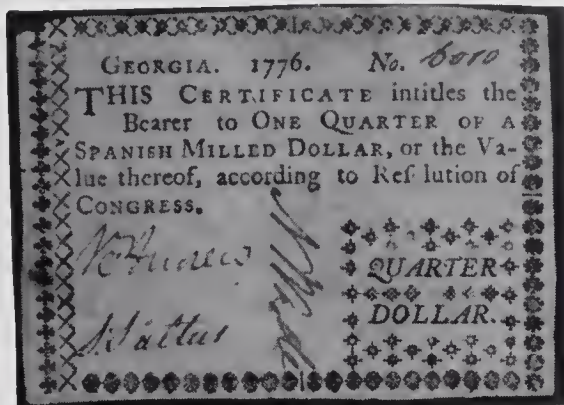 GEORGIA. 1776. No. 6010
THIS CERTIFICATE intitles the
Bearer to ONE QUARTER OF A
SPANISH MILLED DOLLAR, or the Va-
lue thereof, according to Ref lution of
CONGRESS.
QUARTER
DOLLAR.